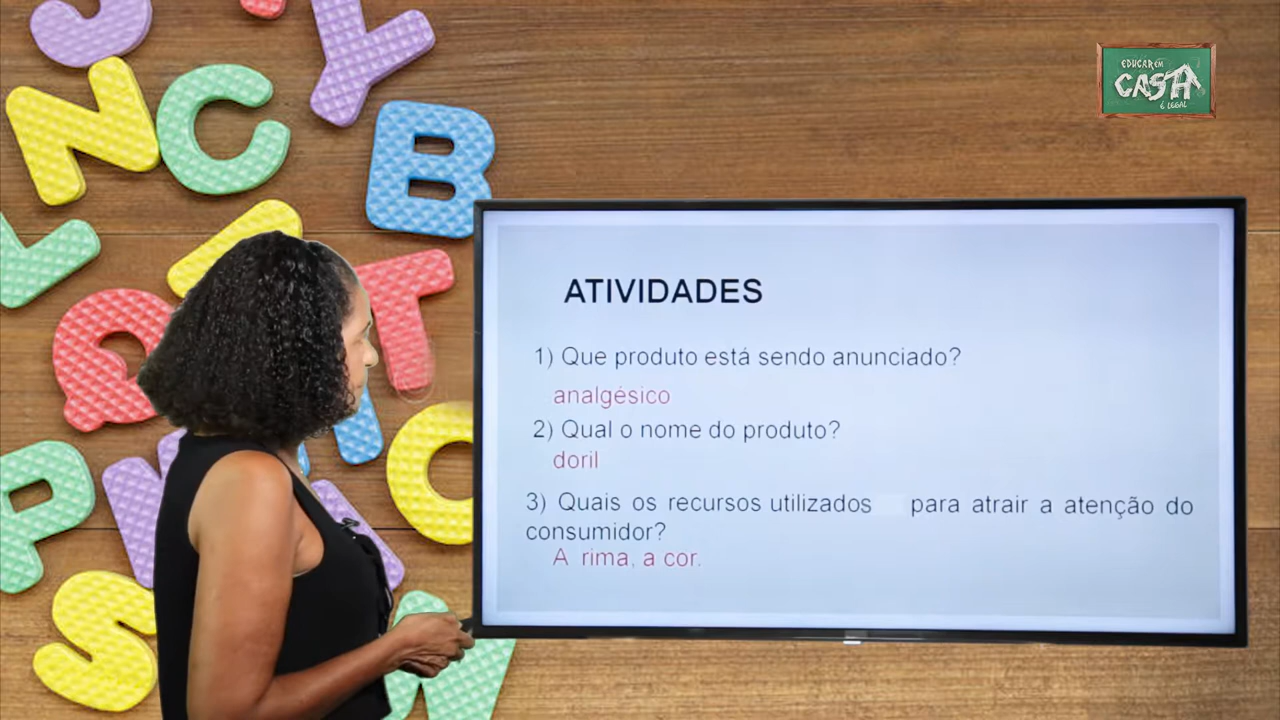 EDUCAR EM
CASA
É LEGAL
ATIVIDADES
1) Que produto está sendo anunciado?
analgésico
2) Qual o nome do produto?
doril
3) Quais os recursos utilizados para atrair a atenção do
consumidor?
A rima, a cor.
J
Y
N
C
B
L
I
T
Q
P
O
S